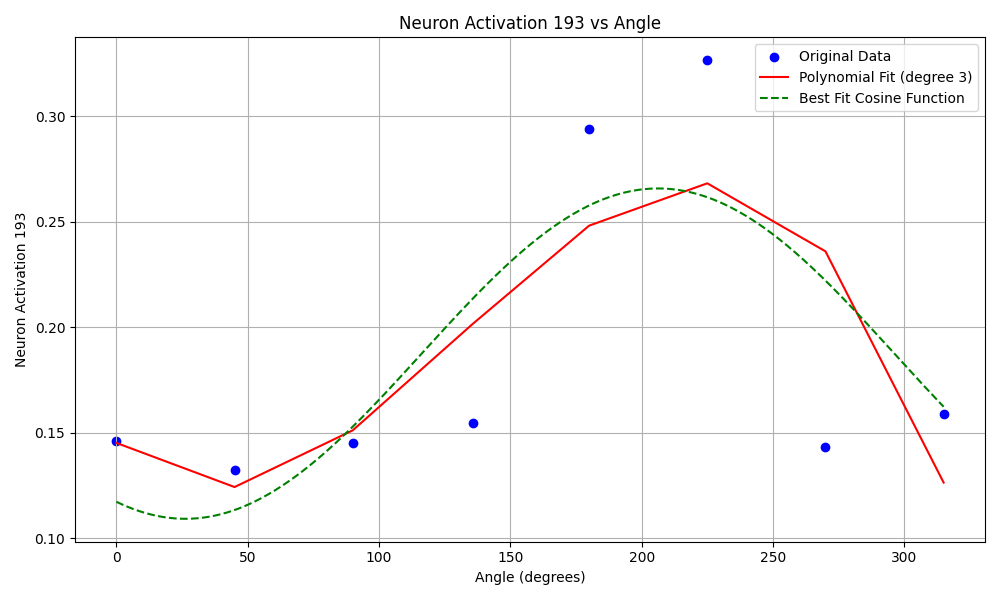 Neuron Activation 193 vs Angle
Original Data
Polynomial Fit (degree 3)
Best Fit Cosine Function
Neuron Activation 193
0.30
0.25
0.20
0.15
0.10
0
50
100
150
200
250
300
Angle (degrees)